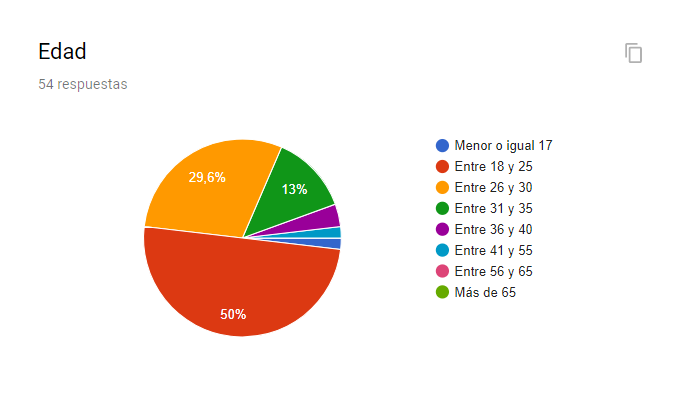 Edad
54 respuestas
29,6%
13%
50%
Menor o igual 17
Entre 18 y 25
Entre 26 y 30
Entre 31 y 35
Entre 36 y 40
Entre 41 y 55
Entre 56 y 65
Más de 65